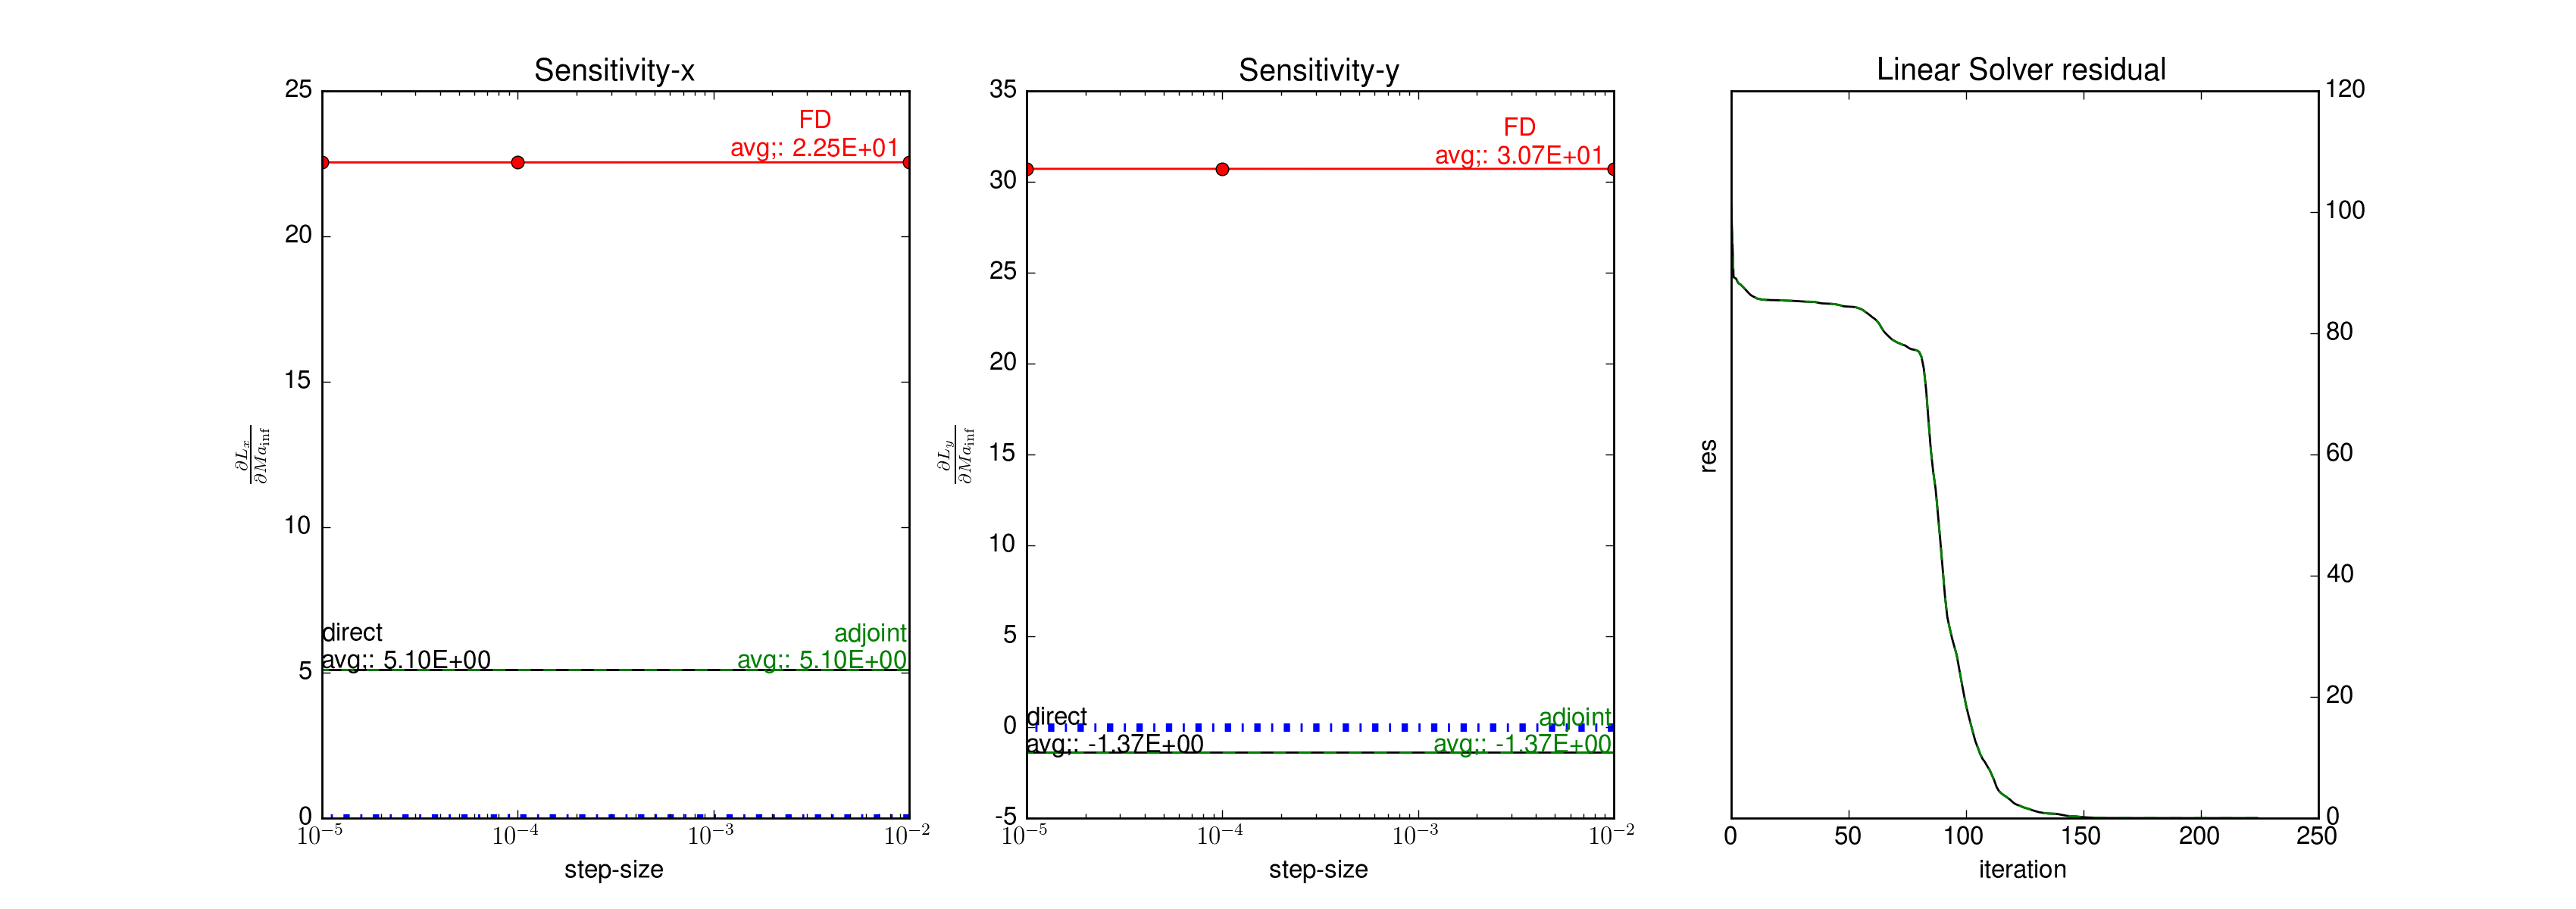 Sensitivity-x
25
20
15
10
5
0
FD
avg;: 2.25E+01
direct
avg;: 5.10E+00
adjoint
avg;: 5.10E+00
∂L_x
∂Ma_inf
10^-5 10^-4 10^-3 10^-2
step-size
Sensitivity-y
35
30
25
20
15
10
5
0
-5
FD
avg;: 3.07E+01
direct
avg;: -1.37E+00
adjoint
avg;: -1.37E+00
∂L_y
∂Ma_inf
10^-5 10^-4 10^-3 10^-2
step-size
Linear Solver residual
120
100
80
60
40
20
0
res
0 50 100 150 200 250
iteration